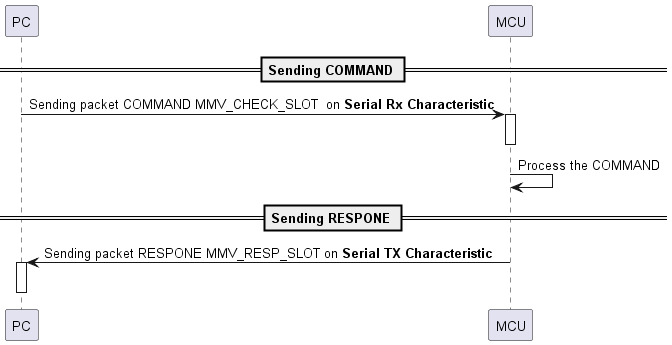 PC
MCU
Sending COMMAND
Sending packet COMMAND MMV_CHECK_SLOT on Serial Rx Characteristic
Process the COMMAND
Sending RESPONE
Sending packet RESPONE MMV_RESP_SLOT on Serial TX Characteristic
PC
MCU